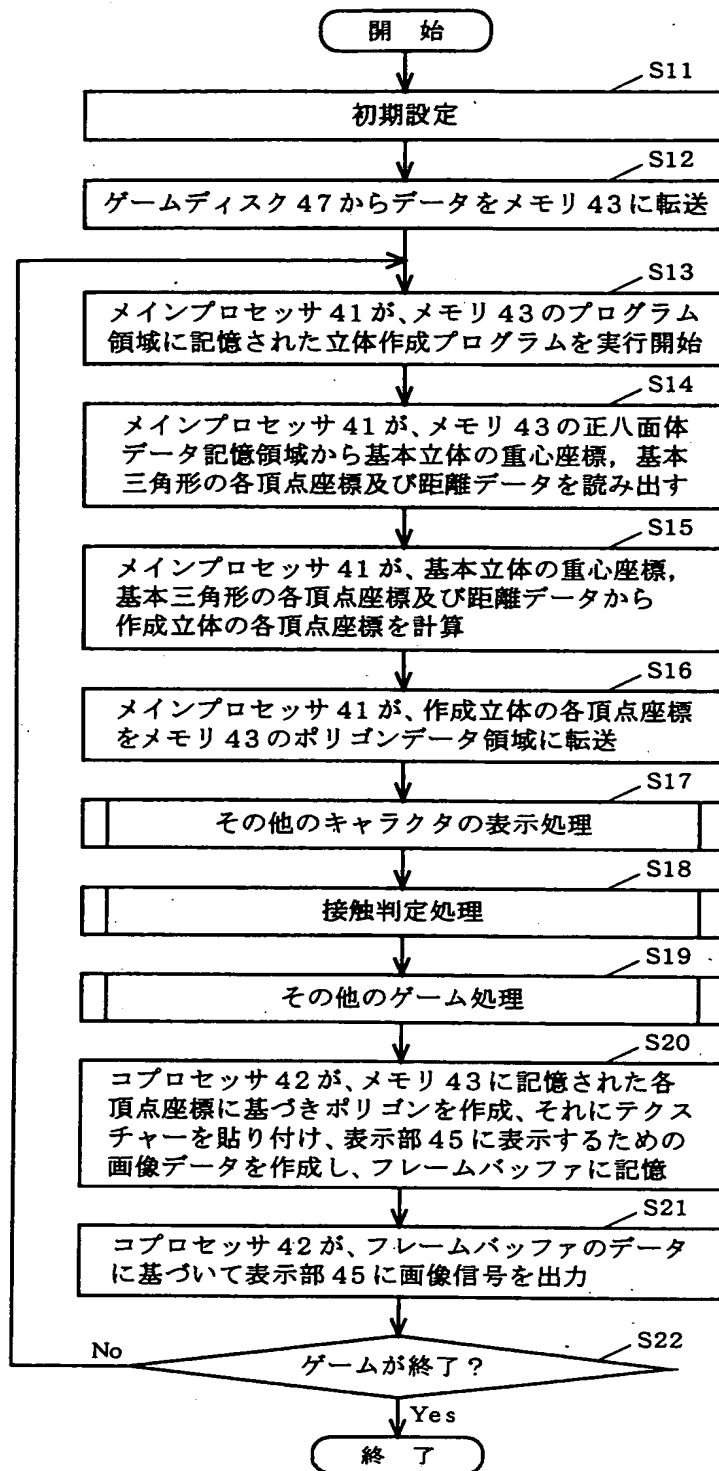 開 始
S11
初期設定
S12
ゲームディスク47からデータをメモリ43に転送
S13
メインプロセッサ41が、メモリ43のプログラム
領域に記憶された立体作成プログラムを実行開始
S14
メインプロセッサ41が、メモリ43の正八面体
データ記憶領域から基本立体の重心座標，基本
三角形の各頂点座標及び距離データを読み出す
S15
メインプロセッサ41が、基本立体の重心座標，
基本三角形の各頂点座標及び距離データから
作成立体の各頂点座標を計算
S16
メインプロセッサ41が、作成立体の各頂点座標
をメモリ43のポリゴンデータ領域に転送
S17
その他のキャラクタの表示処理
S18
接触判定処理
S19
その他のゲーム処理
S20
コプロセッサ42が、メモリ43に記憶された各
頂点座標に基づきポリゴンを作成、それにテクス
チャーを貼り付け、表示部45に表示するための
画像データを作成し、フレームバッファに記憶
S21
コプロセッサ42が、フレームバッファのデータ
に基づいて表示部45に画像信号を出力
S22
No
ゲームが終了？
Yes
終 了